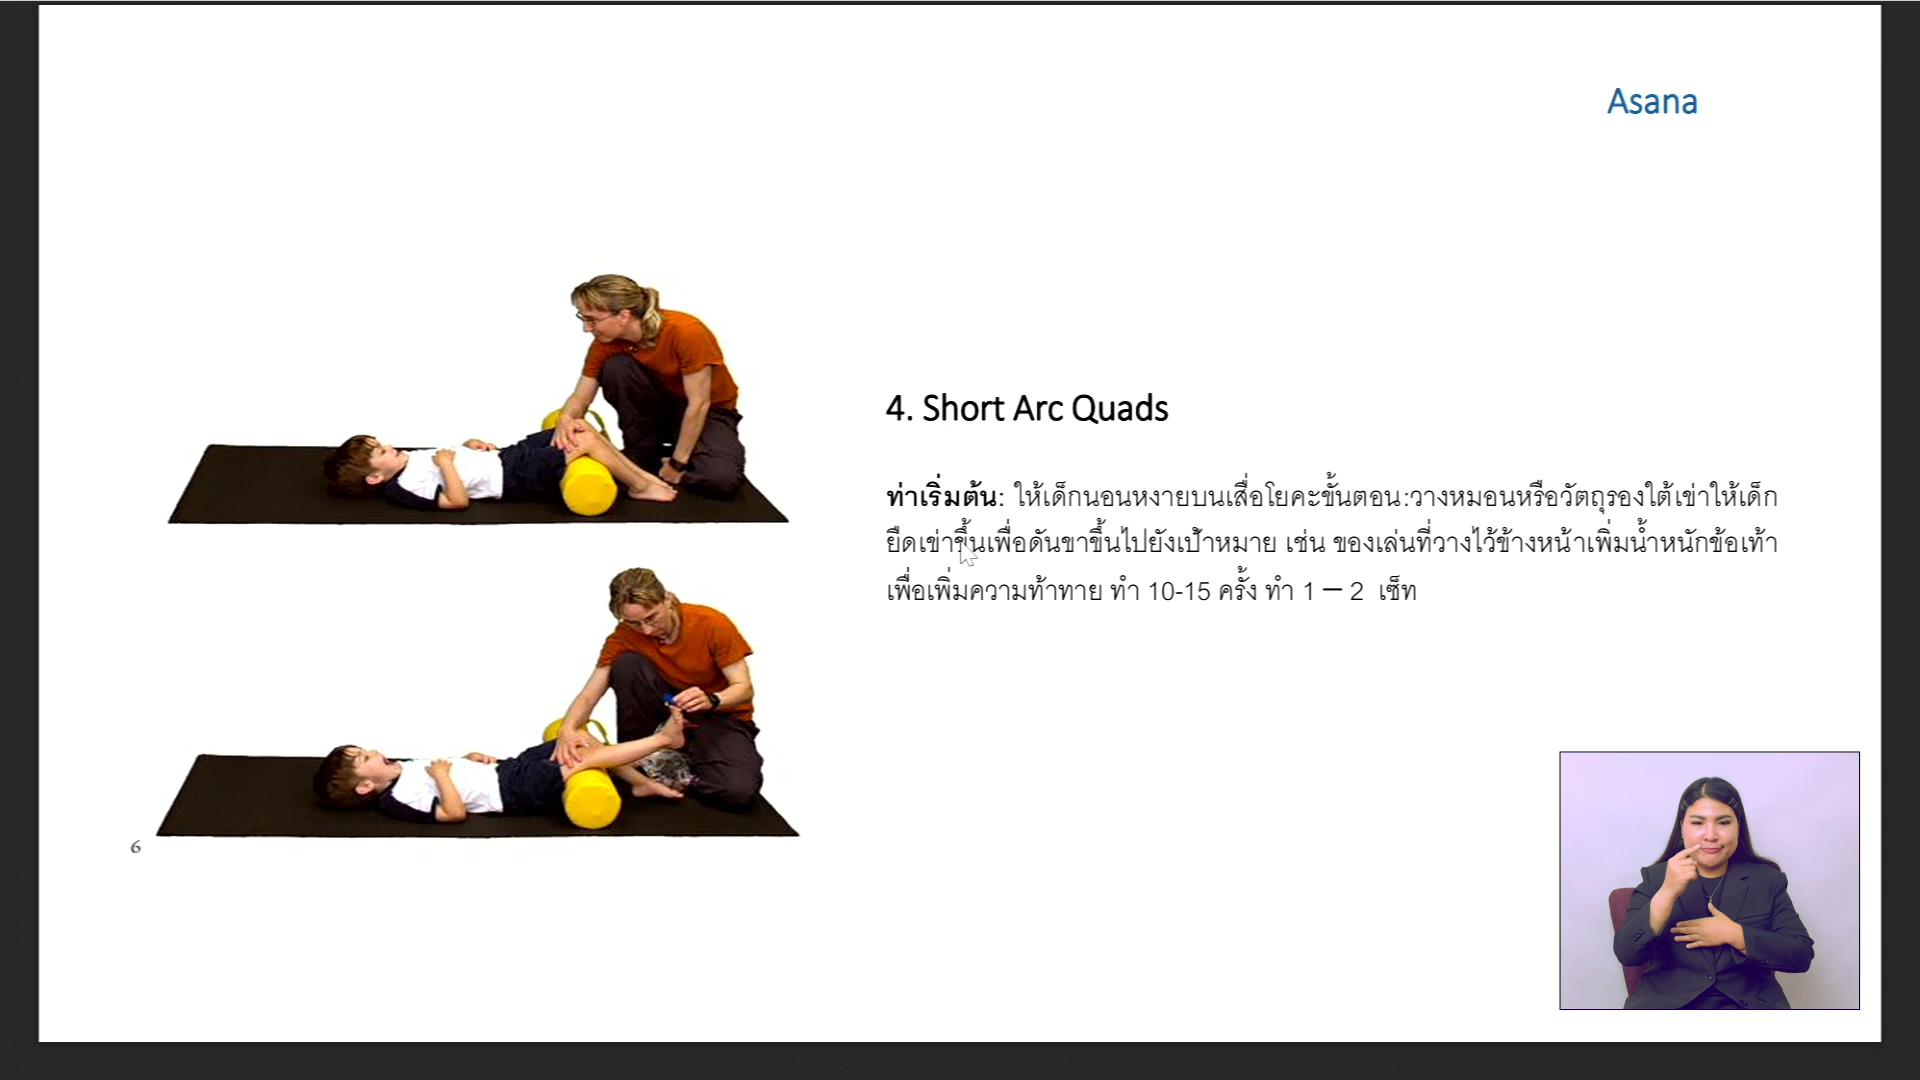 Asana
4. Short Arc Quads
ท่าเริ่มต้น: ให้เด็กนอนหงายบนเสื่อโยคะขั้นตอน:วางหมอนหรือวัตถุรองใต้เข่าให้เด็ก
ยืดเข่าขึ้นเพื่อดันขาขึ้นไปยังเป้าหมาย เช่น ของเล่นที่วางไว้ข้างหน้าเพิ่มน้ำหนักข้อเท้า
เพื่อเพิ่มความท้าทาย ทำ 10-15 ครั้ง ทำ 1 – 2 เซ็ท
6